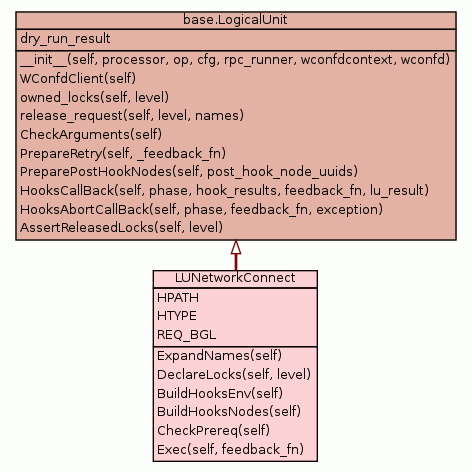 base.LogicalUnit
dry_run_result
__init__(self, processor, op, cfg, rpc_runner, wconfdcontext, wconfd)
WConfdClient(self)
owned_locks(self, level)
release_request(self, level, names)
CheckArguments(self)
PrepareRetry(self, _feedback_fn)
PreparePostHookNodes(self, post_hook_node_uuids)
HooksCallBack(self, phase, hook_results, feedback_fn, lu_result)
HooksAbortCallBack(self, phase, feedback_fn, exception)
AssertReleasedLocks(self, level)
LUNetworkConnect
HPATH
HTYPE
REQ_BGL
ExpandNames(self)
DeclareLocks(self, level)
BuildHooksEnv(self)
BuildHooksNodes(self)
CheckPrereq(self)
Exec(self, feedback_fn)